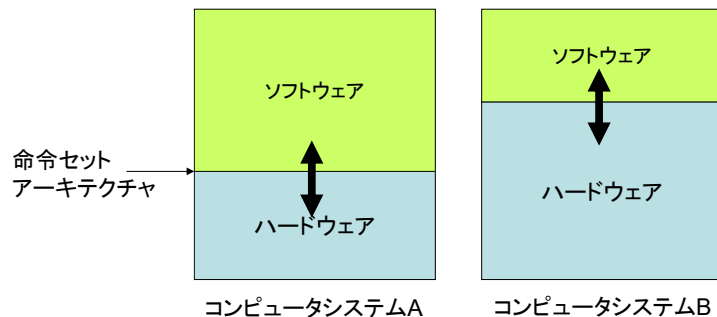 ソフトウェア
ソフトウェア
命令セット
アーキテクチャ
ハードウェア
ハードウェア
コンピュータシステムA
コンピュータシステムB